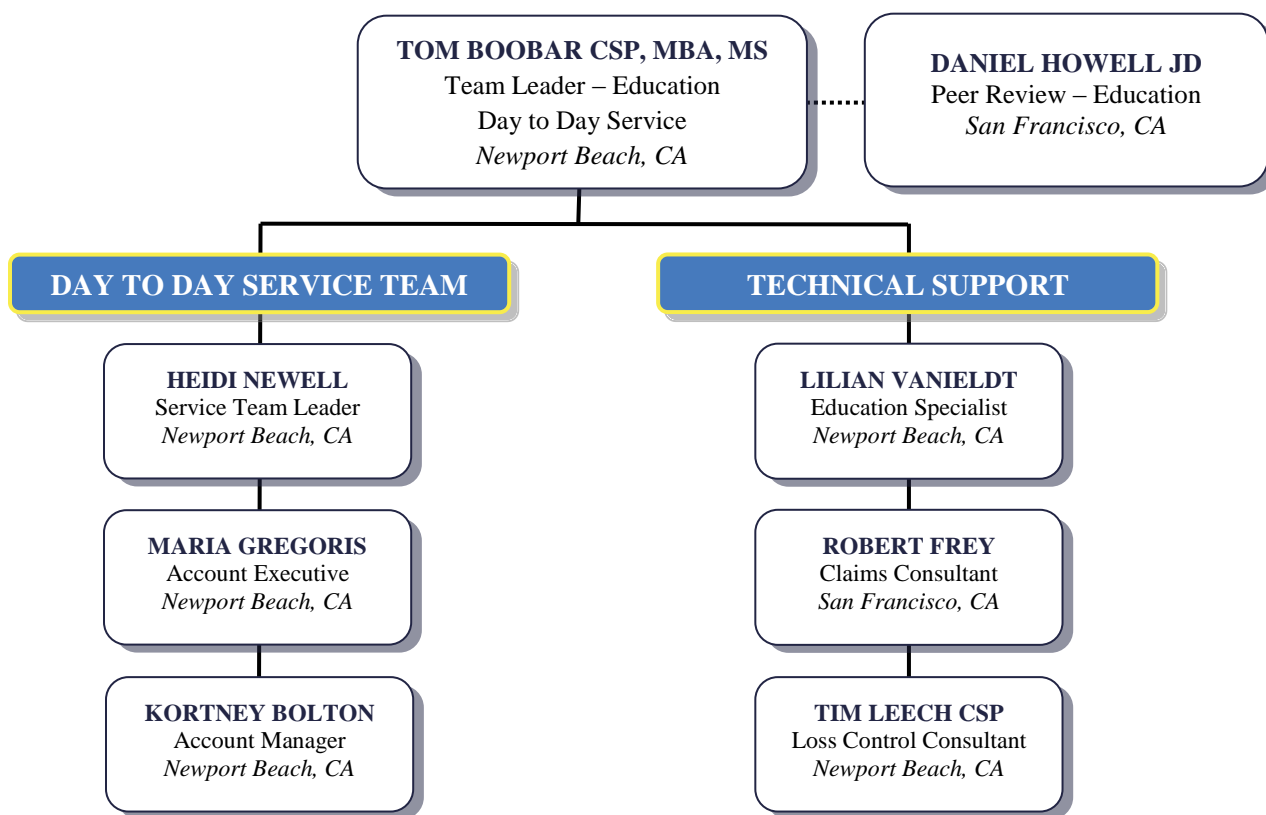 TOM BOOBAR CSP, MBA, MS
Team Leader – Education
Day to Day Service
Newport Beach, CA
DANIEL HOWELL JD
Peer Review – Education
San Francisco, CA
DAY TO DAY SERVICE TEAM
HEIDI NEWELL
Service Team Leader
Newport Beach, CA
MARIA GREGORIS
Account Executive
Newport Beach, CA
KORTNEY BOLTON
Account Manager
Newport Beach, CA
TECHNICAL SUPPORT
LILIAN VANIELDT
Education Specialist
Newport Beach, CA
ROBERT FREY
Claims Consultant
San Francisco, CA
TIM LEECH CSP
Loss Control Consultant
Newport Beach, CA